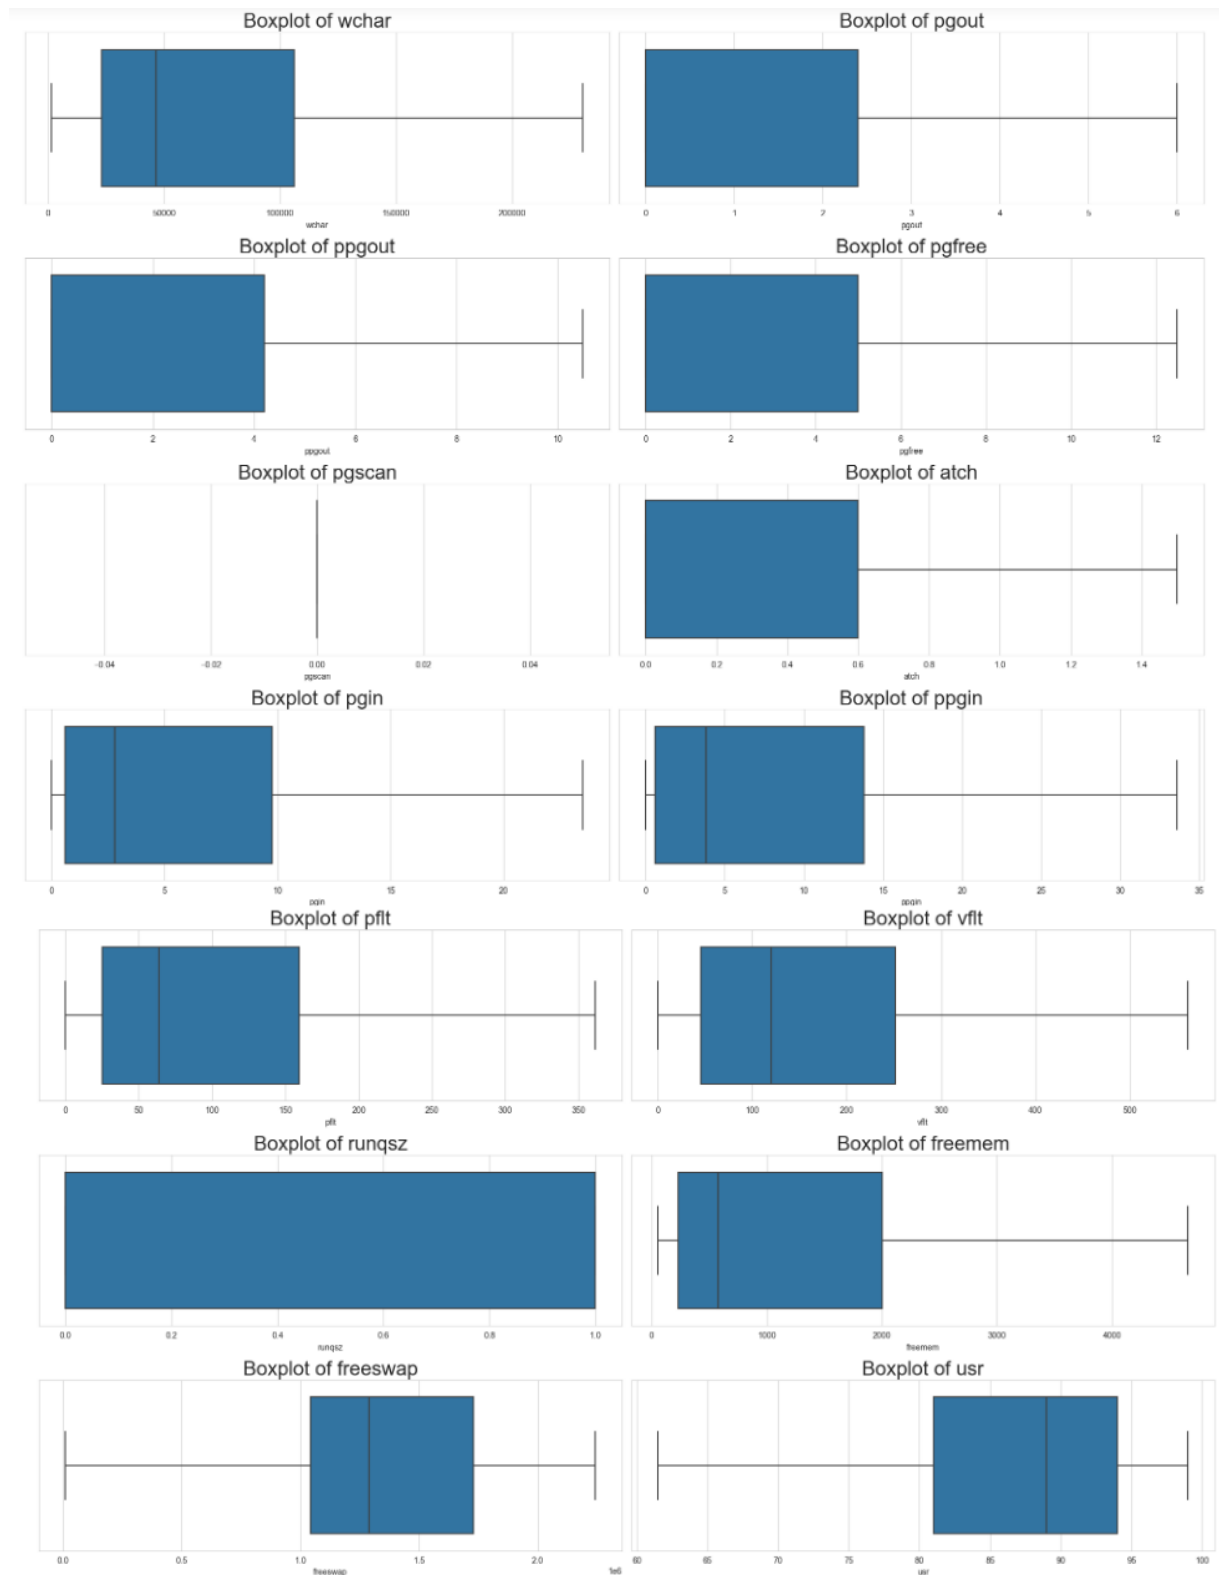 Boxplot of wchar
0 50000 100000 150000 200000
wchar
Boxplot of pgout
0 1 2 3 4 5 6
pgout
Boxplot of ppgout
0 2 4 6 8 10
ppgout
Boxplot of pgfree
0 2 4 6 8 10 12
pgfree
Boxplot of pgscan
−0.04 −0.02 0.00 0.02 0.04
pgscan
Boxplot of atch
0.0 0.2 0.4 0.6 0.8 1.0 1.2 1.4
atch
Boxplot of pgin
0 5 10 15 20
pgin
Boxplot of ppgin
0 5 10 15 20 25 30 35
ppgin
Boxplot of pflt
0 50 100 150 200 250 300 350
pflt
Boxplot of vflt
0 100 200 300 400 500
vflt
Boxplot of runqsz
0.0 0.2 0.4 0.6 0.8 1.0
runqsz
Boxplot of freemem
0 1000 2000 3000 4000
freemem
Boxplot of freeswap
0.0 0.5 1.0 1.5 2.0
freeswap 1e6
Boxplot of usr
60 65 70 75 80 85 90 95 100
usr